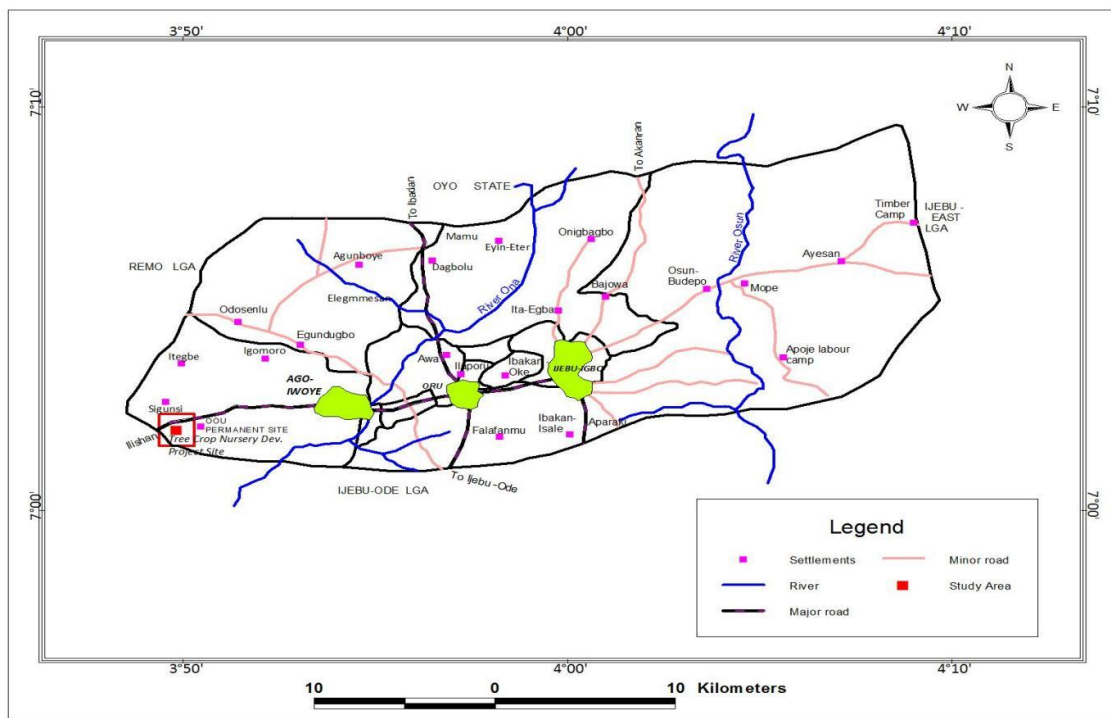 3°50'
4°00'
4°10'
7°10'
7°10'
N
W
E
S
To Akanran
OYO STATE
To Ibadan
Timber
Camp
IJEBU -
EAST
LGA
Mamu
Eyin-Eter
Onigbagbo
River Osun
Agunboye
Dagbolu
Ayesan
REMO LGA
Osun-
Budepo
Mope
Elegmmesan
River Ona
Bajowa
Odosenlu
Ita-Egba
Egundugbo
Itegbe
Igomoro
Awa
Ilaporu
Ibakan
Oke
IJEBU-IGBO
Apoje labour
camp
AGO-
IWOYE
ORU
Sigunsi
OOU
PERMANENT SITE
Ilishan
Tree Crop Nursery Dev.
Project Site
Falafanmu
Ibakan-
Isale
Aparaki
IJEBU-ODE LGA
To Ijebu-Ode
7°00'
7°00'
Legend
Settlements
Minor road
River
Study Area
Major road
3°50'
4°00'
4°10'
10
0
10 Kilometers